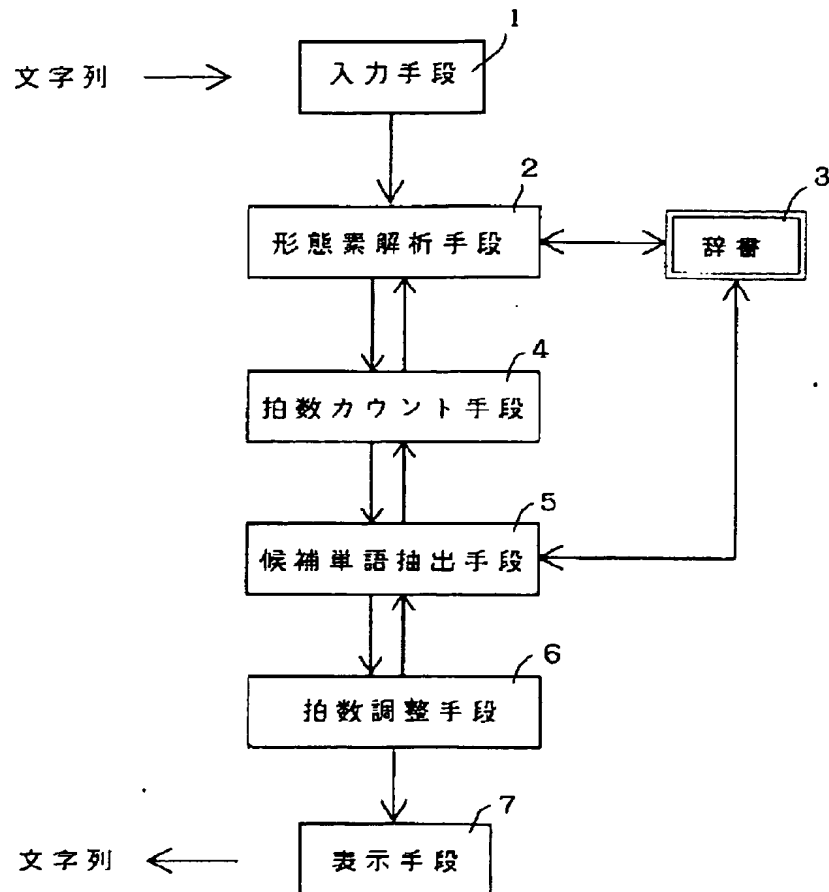 1
文字列 入力手段
2
3
形態素解析手段 辞書
4
拍数カウント手段
5
候補単語抽出手段
6
拍数調整手段
7
文字列 表示手段